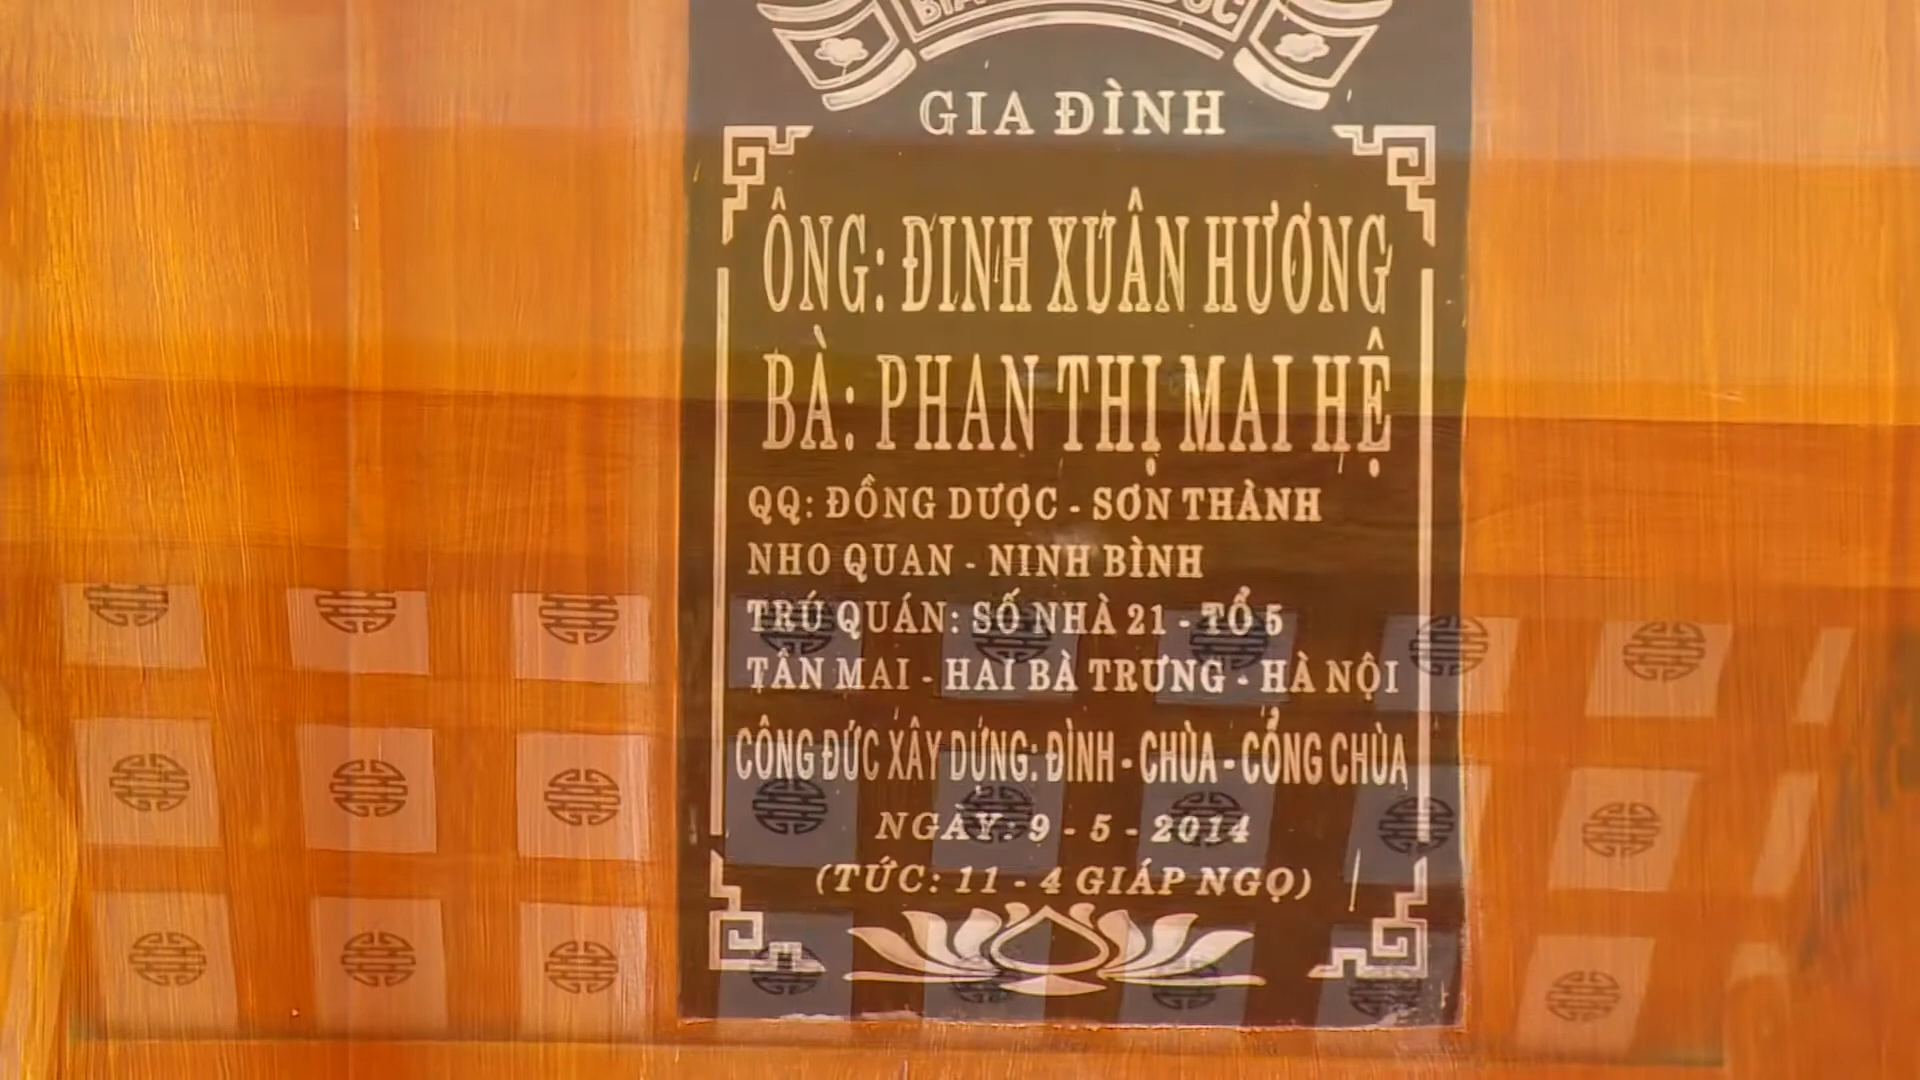 GIA ĐÌNH
ÔNG: ĐINH XUÂN HƯƠNG
BÀ: PHAN THỊ MAI HỆ
QQ: ĐỒNG DƯỢC - SƠN THÀNH
NHO QUAN - NINH BÌNH
TRÚ QUÁN: SỐ NHÀ 21 - TỔ 5
TÂN MAI - HAI BÀ TRƯNG - HÀ NỘI
CÔNG ĐỨC XÂY DỰNG: ĐÌNH - CHÙA - CỔNG CHÙA
NGÀY: 9 - 5 - 2014
(TỨC: 11 - 4 GIÁP NGỌ)